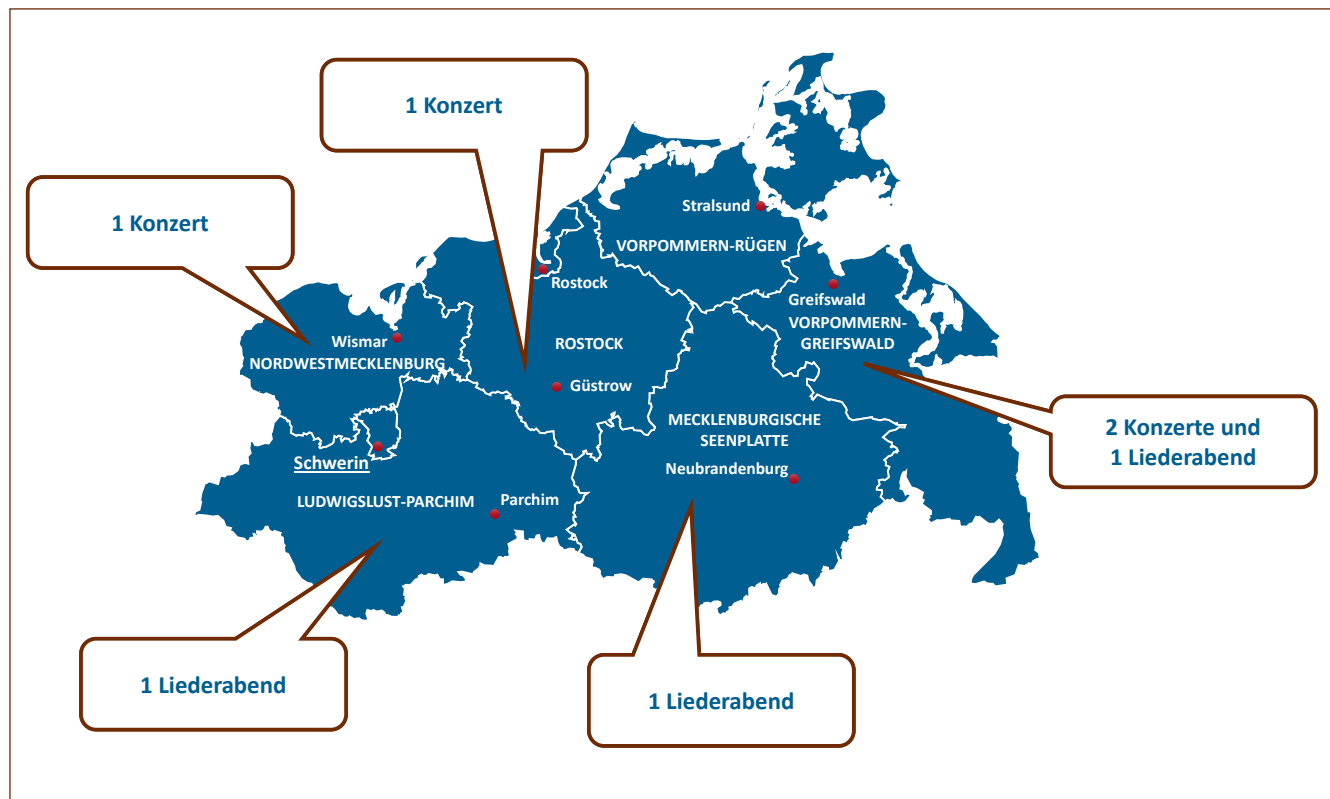 1 Konzert
1 Konzert
Stralsund
VORPOMMERN-RÜGEN
Rostock
Greifswald
VORPOMMERN-
GREIFSWALD
Wismar
NORDWESTMECKLENBURG
ROSTOCK
Güstrow
MECKLENBURGISCHE
SEENPLATTE
2 Konzerte und
1 Liederabend
Schwerin
Neubrandenburg
LUDWIGSLUST-PARCHIM
Parchim
1 Liederabend
1 Liederabend